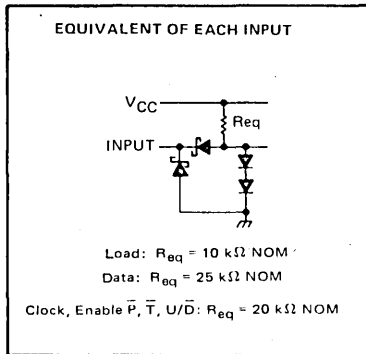 EQUIVALENT OF EACH INPUT
VCC
Req
INPUT
Load: Req = 10 kΩ NOM
Data: Req = 25 kΩ NOM
Clock, Enable P̅, T̅, U/D̅: Req = 20 kΩ NOM